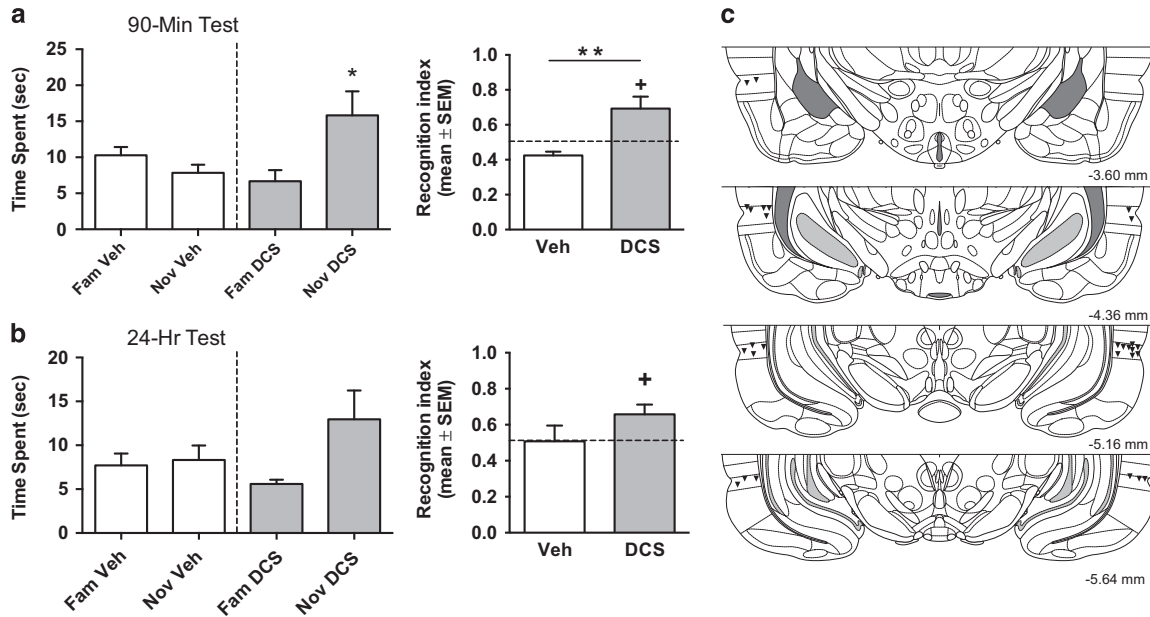 a
90-Min Test
Time Spent (sec)
25
20
15
10
5
0
*
Fam Veh
Nov Veh
Fam DCS
Nov DCS
Recognition index
(mean ± SEM)
1.0
0.8
0.6
0.4
0.2
0.0
**
+
Veh
DCS
b
24-Hr Test
Time Spent (sec)
20
15
10
5
0
Fam Veh
Nov Veh
Fam DCS
Nov DCS
Recognition index
(mean ± SEM)
1.0
0.8
0.6
0.4
0.2
0.0
+
Veh
DCS
c
-3.60 mm
-4.36 mm
-5.16 mm
-5.64 mm